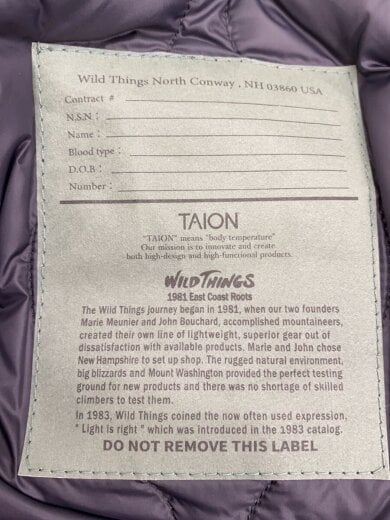 Wild Things North Conway , NH 03860 USA
Contract #
N.S.N :
Name :
Blood type :
D.O.B :
Number :
TAION
"TAION" means "body temperature"
Our mission is to innovate and create
both high-design and high-functional products.
WILDTHINGS
1981 East Coast Roots
The Wild Things journey began in 1981, when our two founders
Marie Meunier and John Bouchard, accomplished mountaineers,
created their own line of lightweight, superior gear out of
dissatisfaction with available products. Marie and John chose
New Hampshire to set up shop. The rugged natural environment,
big blizzards and Mount Washington provided the perfect testing
ground for new products and there was no shortage of skilled
climbers to test them.
In 1983, Wild Things coined the now often used expression,
" Light is right " which was introduced in the 1983 catalog.
DO NOT REMOVE THIS LABEL